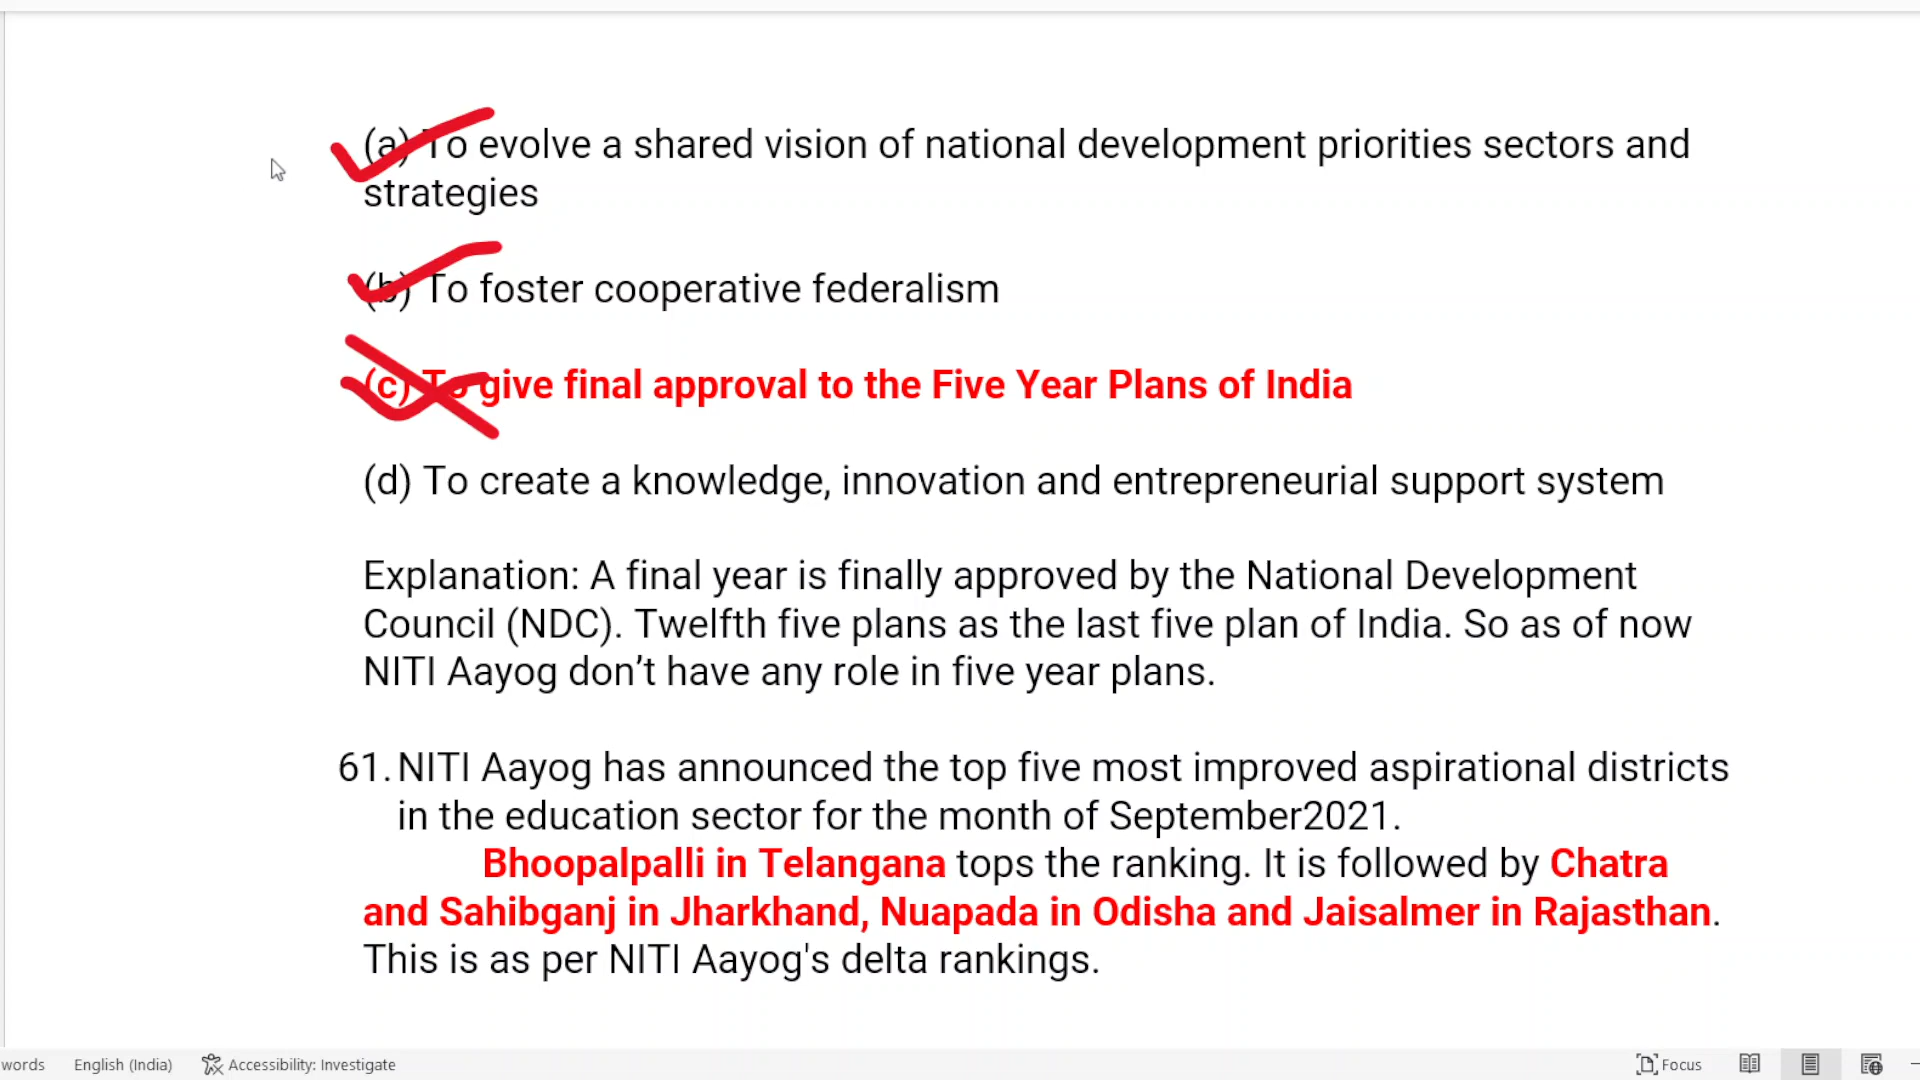 (a) To evolve a shared vision of national development priorities sectors and
strategies
(b) To foster cooperative federalism
(c) To give final approval to the Five Year Plans of India
(d) To create a knowledge, innovation and entrepreneurial support system
Explanation: A final year is finally approved by the National Development
Council (NDC). Twelfth five plans as the last five plan of India. So as of now
NITI Aayog don’t have any role in five year plans.
61. NITI Aayog has announced the top five most improved aspirational districts
in the education sector for the month of September2021.
Bhoopalpalli in Telangana tops the ranking. It is followed by Chatra
and Sahibganj in Jharkhand, Nuapada in Odisha and Jaisalmer in Rajasthan.
This is as per NITI Aayog's delta rankings.
words English (India) Accessibility: Investigate Focus